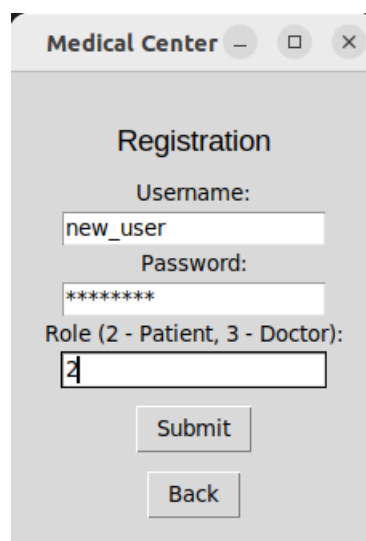 Medical Center
Registration
Username:
new_user
Password:
********
Role (2 - Patient, 3 - Doctor):
2
Submit
Back